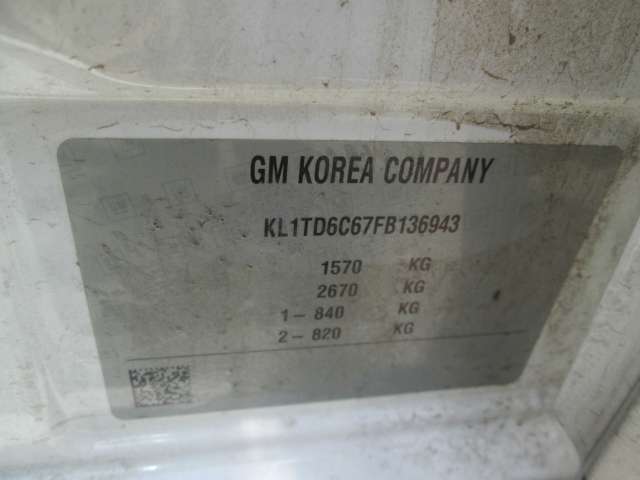 GM KOREA COMPANY
KL1TD6C67FB136943
1570 KG
2670 KG
1- 840 KG
2- 820 KG